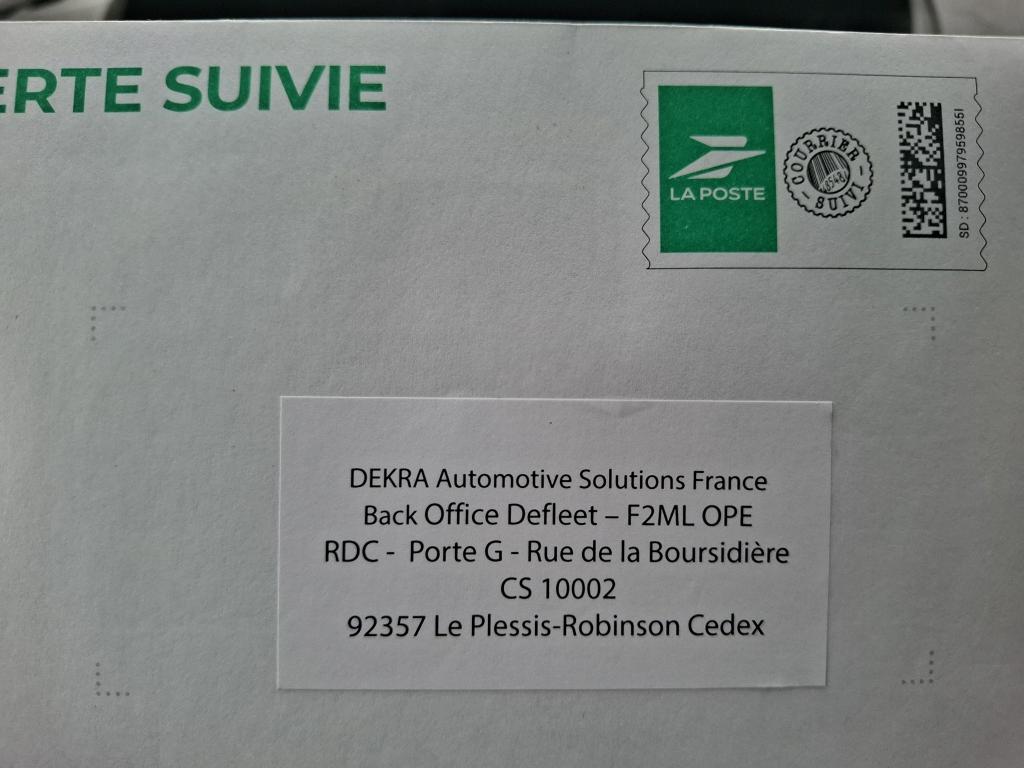 ERTE SUIVIE
LA POSTE
COURRIER
SUIVI
SD : 870009979598551
DEKRA Automotive Solutions France
Back Office Defleet – F2ML OPE
RDC - Porte G - Rue de la Boursidière
CS 10002
92357 Le Plessis-Robinson Cedex